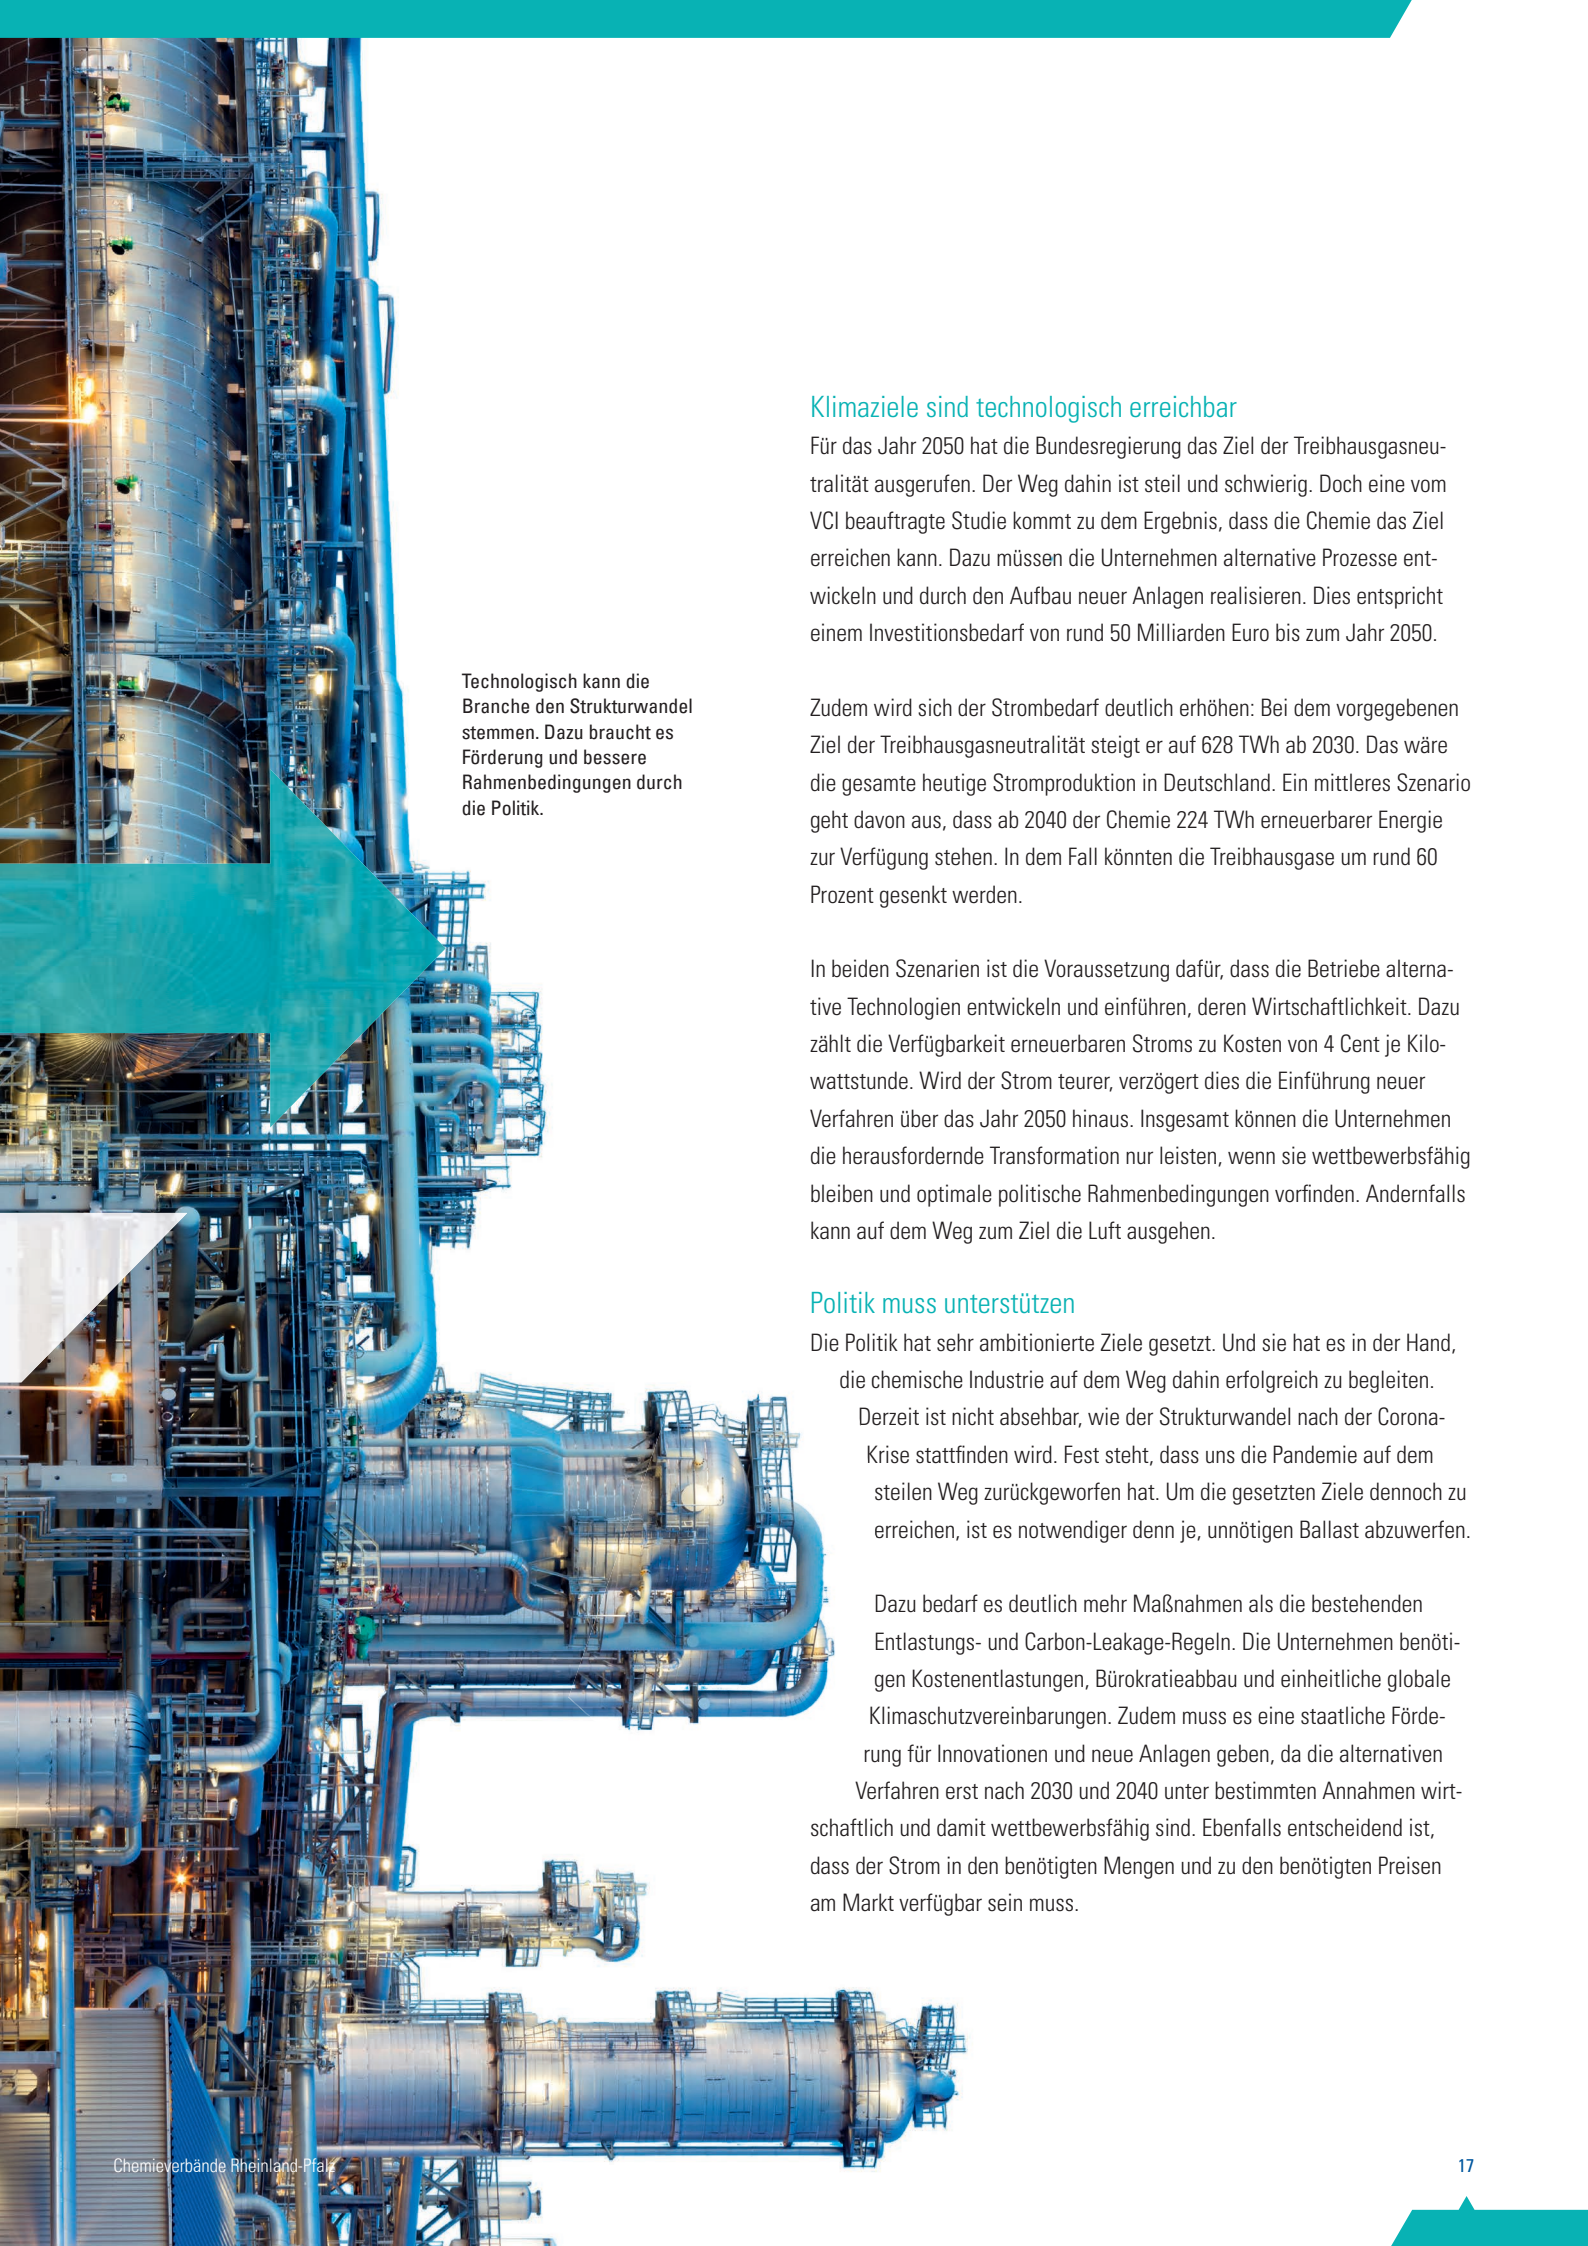 Klimaziele sind technologisch erreichbar
Für das Jahr 2050 hat die Bundesregierung das Ziel der Treibhausgasneu-
tralität ausgerufen. Der Weg dahin ist steil und schwierig. Doch eine vom
VCI beauftragte Studie kommt zu dem Ergebnis, dass die Chemie das Ziel
erreichen kann. Dazu müssen die Unternehmen alternative Prozesse ent-
wickeln und durch den Aufbau neuer Anlagen realisieren. Dies entspricht
einem Investitionsbedarf von rund 50 Milliarden Euro bis zum Jahr 2050.
Technologisch kann die
Branche den Strukturwandel
stemmen. Dazu braucht es
Förderung und bessere
Rahmenbedingungen durch
die Politik.
Zudem wird sich der Strombedarf deutlich erhöhen: Bei dem vorgegebenen
Ziel der Treibhausgasneutralität steigt er auf 628 TWh ab 2030. Das wäre
die gesamte heutige Stromproduktion in Deutschland. Ein mittleres Szenario
geht davon aus, dass ab 2040 der Chemie 224 TWh erneuerbarer Energie
zur Verfügung stehen. In dem Fall könnten die Treibhausgase um rund 60
Prozent gesenkt werden.
In beiden Szenarien ist die Voraussetzung dafür, dass die Betriebe alterna-
tive Technologien entwickeln und einführen, deren Wirtschaftlichkeit. Dazu
zählt die Verfügbarkeit erneuerbaren Stroms zu Kosten von 4 Cent je Kilo-
wattstunde. Wird der Strom teurer, verzögert dies die Einführung neuer
Verfahren über das Jahr 2050 hinaus. Insgesamt können die Unternehmen
die herausfordernde Transformation nur leisten, wenn sie wettbewerbsfähig
bleiben und optimale politische Rahmenbedingungen vorfinden. Andernfalls
kann auf dem Weg zum Ziel die Luft ausgehen.
Politik muss unterstützen
Die Politik hat sehr ambitionierte Ziele gesetzt. Und sie hat es in der Hand,
die chemische Industrie auf dem Weg dahin erfolgreich zu begleiten.
Derzeit ist nicht absehbar, wie der Strukturwandel nach der Corona-
Krise stattfinden wird. Fest steht, dass uns die Pandemie auf dem
steilen Weg zurückgeworfen hat. Um die gesetzten Ziele dennoch zu
erreichen, ist es notwendiger denn je, unnötigen Ballast abzuwerfen.
Dazu bedarf es deutlich mehr Maßnahmen als die bestehenden
Entlastungs- und Carbon-Leakage-Regeln. Die Unternehmen benöti-
gen Kostenentlastungen, Bürokratieabbau und einheitliche globale
Klimaschutzvereinbarungen. Zudem muss es eine staatliche Förde-
rung für Innovationen und neue Anlagen geben, da die alternativen
Verfahren erst nach 2030 und 2040 unter bestimmten Annahmen wirt-
schaftlich und damit wettbewerbsfähig sind. Ebenfalls entscheidend ist,
dass der Strom in den benötigten Mengen und zu den benötigten Preisen
am Markt verfügbar sein muss.
Chemieverbände Rheinland-Pfalz
17